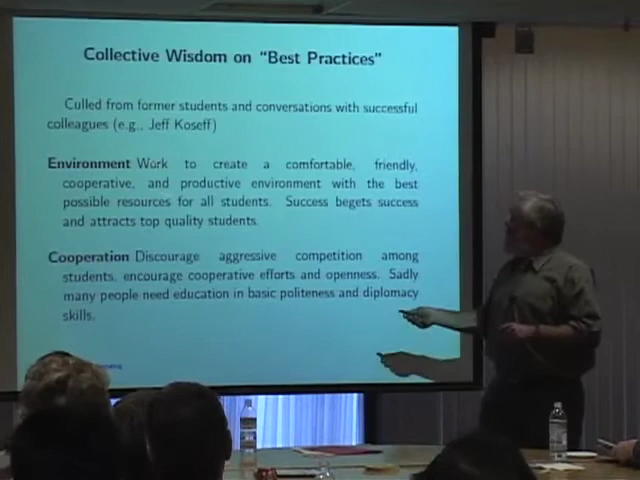 Collective Wisdom on "Best Practices"
Culled from former students and conversations with successful
colleagues (e.g., Jeff Koseff)
Environment Work to create a comfortable, friendly,
cooperative, and productive environment with the best
possible resources for all students. Success begets success
and attracts top quality students.
Cooperation Discourage aggressive competition among
students, encourage cooperative efforts and openness. Sadly
many people need education in basic politeness and diplomacy
skills.